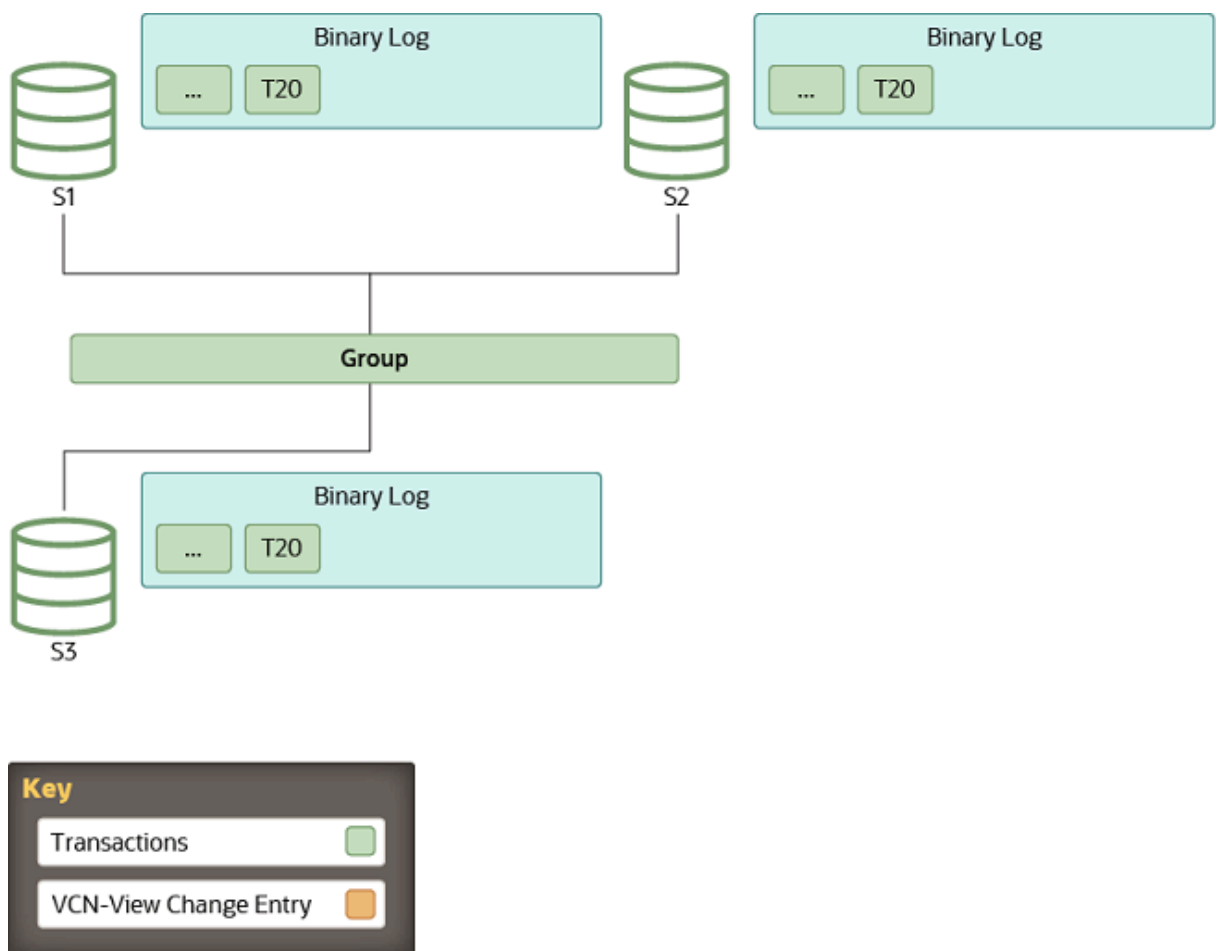 Binary Log
... T20
S1
Binary Log
... T20
S2
Group
Binary Log
... T20
S3
Key
Transactions
VCN-View Change Entry